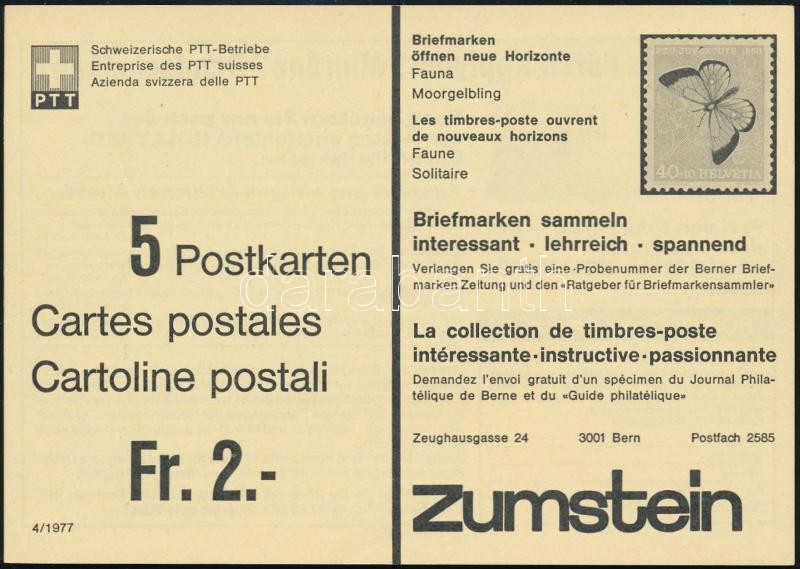 PTT
Schweizerische PTT-Betriebe
Entreprise des PTT suisses
Azienda svizzera delle PTT
5 Postkarten
Cartes postales
Cartoline postali
Fr. 2.-
4/1977
Briefmarken
öffnen neue Horizonte
Fauna
Moorgelbling
Les timbres-poste ouvrent
de nouveaux horizons
Faune
Solitaire
PRO JUVENTUTE
40+10 HELVETIA
Briefmarken sammeln
interessant · lehrreich · spannend
Verlangen Sie gratis eine Probenummer der Berner Brief-
marken Zeitung und den «Ratgeber für Briefmarkensammler»
La collection de timbres-poste
intéressante · instructive · passionnante
Demandez l'envoi gratuit d'un spécimen du Journal Phila-
télique de Berne et du «Guide philatélique»
Zeughausgasse 24 3001 Bern Postfach 2585
zumstein
darabanth